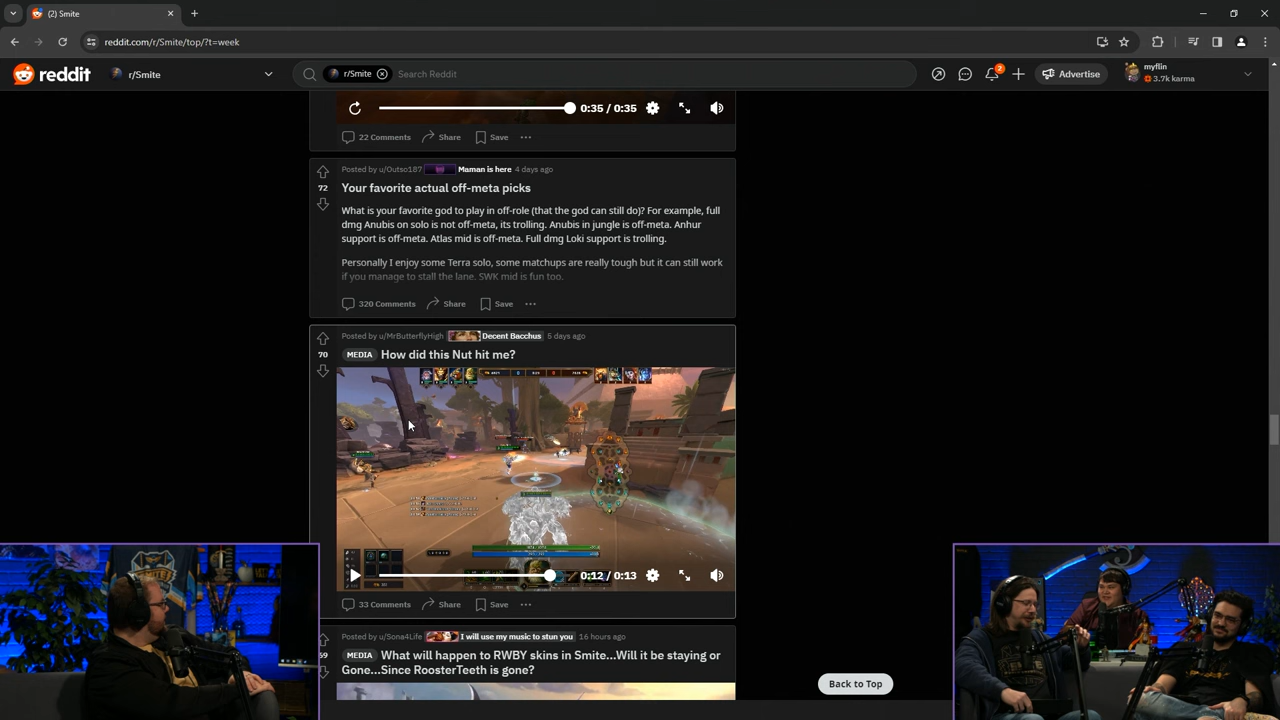 (2) Smite
reddit.com/r/Smite/top/?t=week
reddit
r/Smite
r/Smite
Search Reddit
2
Advertise
myflin
3.7k karma
0:35 / 0:35
22 Comments
Share
Save
Posted by u/Outso187
Maman is here
4 days ago
72
Your favorite actual off-meta picks
What is your favorite god to play in off-role (that the god can still do)? For example, full
dmg Anubis on solo is not off-meta, its trolling. Anubis in jungle is off-meta. Anhur
support is off-meta. Atlas mid is off-meta. Full dmg Loki support is trolling.
Personally I enjoy some Terra solo, some matchups are really tough but it can still work
if you manage to stall the lane. SWK mid is fun too.
320 Comments
Share
Save
Posted by u/MrButterflyHigh
Decent Bacchus
5 days ago
70
MEDIA
How did this Nut hit me?
0:12 / 0:13
33 Comments
Share
Save
Posted by u/Sona4Life
I will use my music to stun you
16 hours ago
MEDIA
What will happen to RWBY skins in Smite...Will it be staying or
Gone...Since RoosterTeeth is gone?
Back to Top